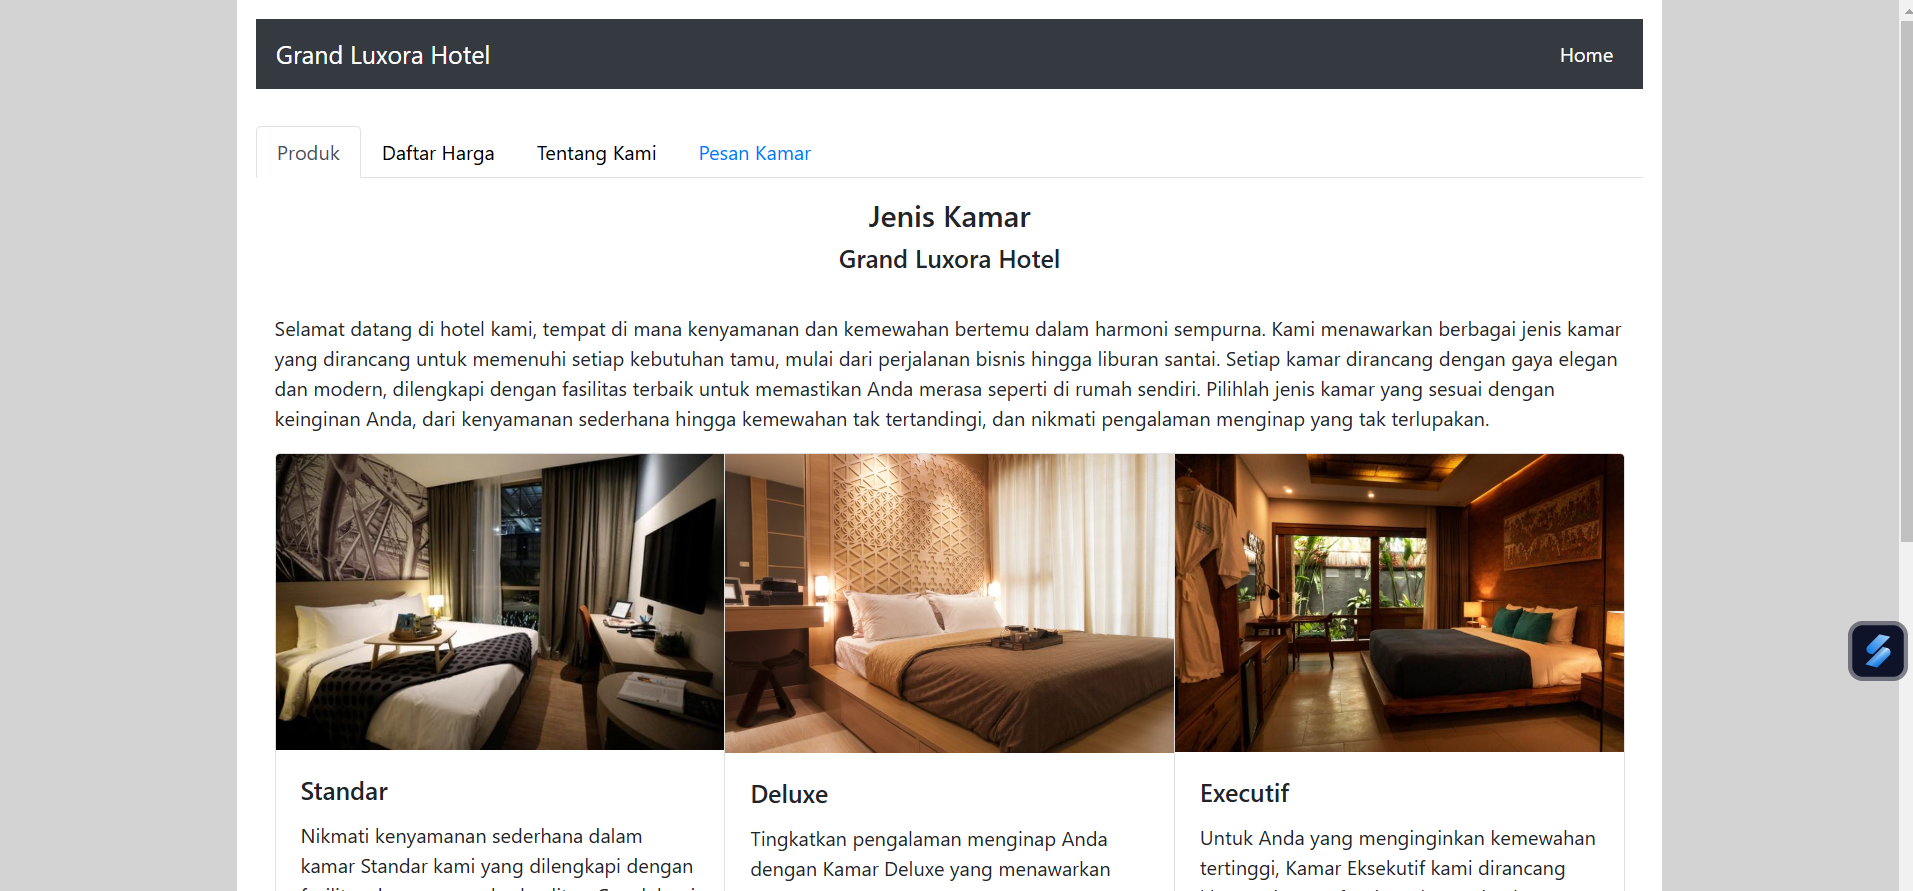 Grand Luxora Hotel
Home
Produk
Daftar Harga
Tentang Kami
Pesan Kamar
Jenis Kamar
Grand Luxora Hotel
Selamat datang di hotel kami, tempat di mana kenyamanan dan kemewahan bertemu dalam harmoni sempurna. Kami menawarkan berbagai jenis kamar
yang dirancang untuk memenuhi setiap kebutuhan tamu, mulai dari perjalanan bisnis hingga liburan santai. Setiap kamar dirancang dengan gaya elegan
dan modern, dilengkapi dengan fasilitas terbaik untuk memastikan Anda merasa seperti di rumah sendiri. Pilihlah jenis kamar yang sesuai dengan
keinginan Anda, dari kenyamanan sederhana hingga kemewahan tak tertandingi, dan nikmati pengalaman menginap yang tak terlupakan.
Standar
Nikmati kenyamanan sederhana dalam
kamar Standar kami yang dilengkapi dengan
Deluxe
Tingkatkan pengalaman menginap Anda
dengan Kamar Deluxe yang menawarkan
Executif
Untuk Anda yang menginginkan kemewahan
tertinggi, Kamar Eksekutif kami dirancang